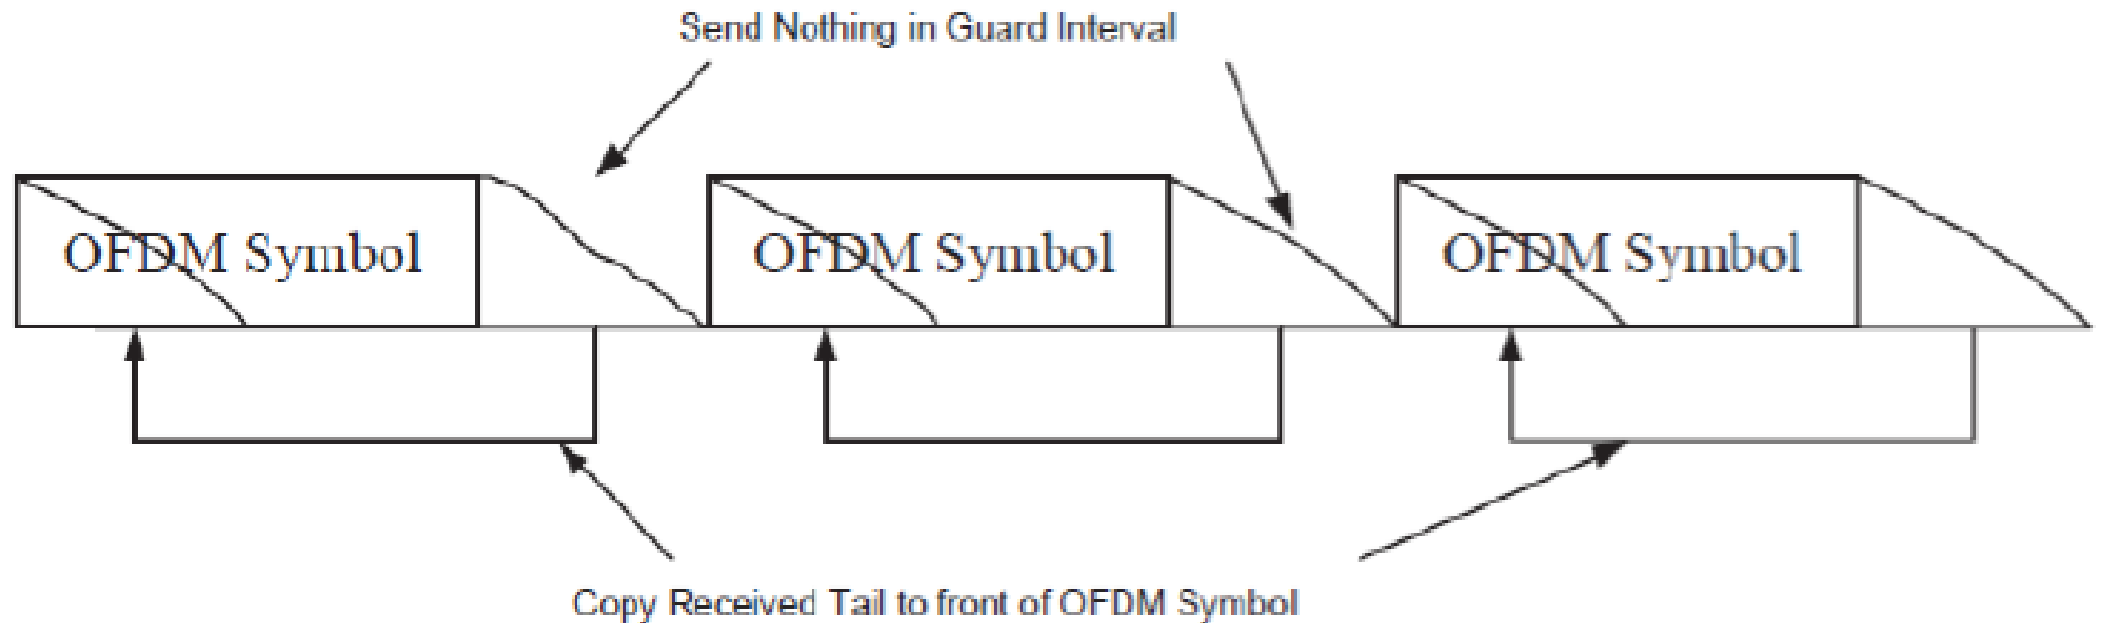 Send Nothing in Guard Interval
OFDM Symbol
OFDM Symbol
OFDM Symbol
Copy Received Tail to front of OFDM Symbol